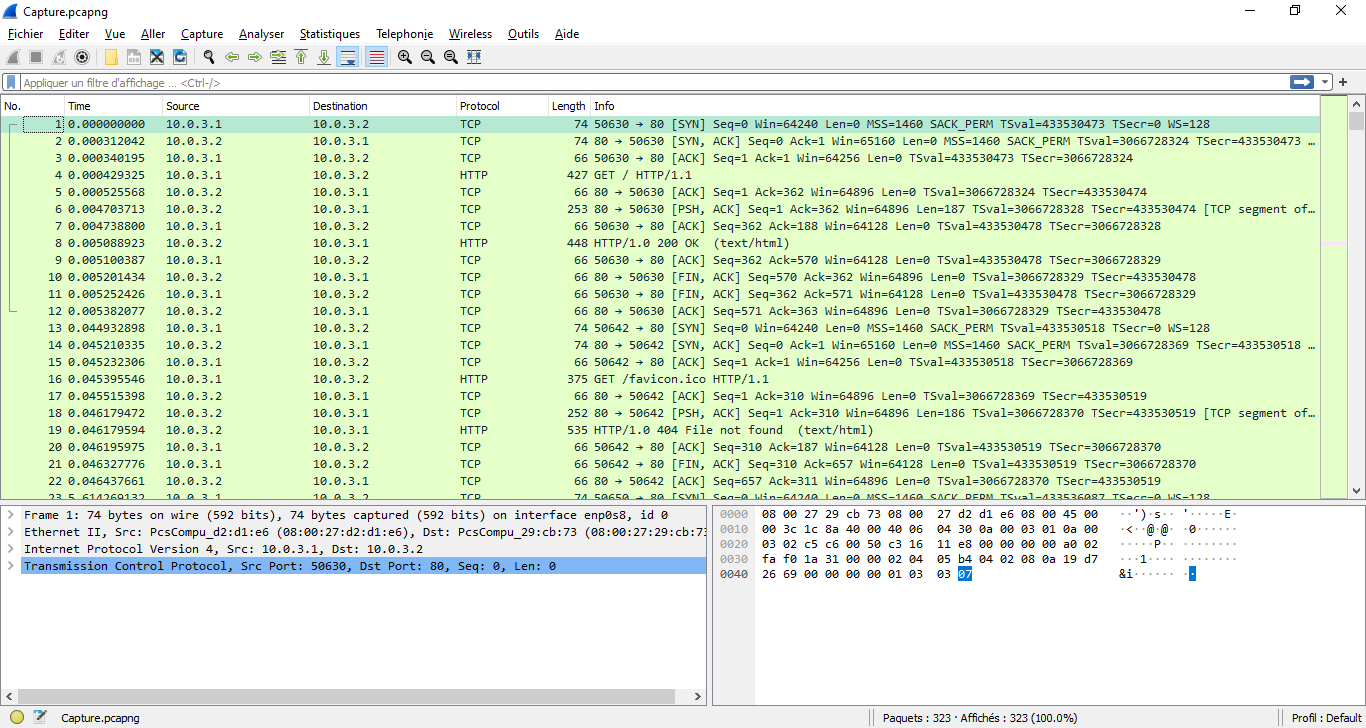 Capture.pcapng
Fichier Editer Vue Aller Capture Analyser Statistiques Telephonie Wireless Outils Aide
Appliquer un filtre d'affichage ... <Ctrl-/>
No. Time Source Destination Protocol Length Info
1 0.000000000 10.0.3.1 10.0.3.2 TCP 74 50630 → 80 [SYN] Seq=0 Win=64240 Len=0 MSS=1460 SACK_PERM TSval=433530473 TSecr=0 WS=128
2 0.000312042 10.0.3.2 10.0.3.1 TCP 74 80 → 50630 [SYN, ACK] Seq=0 Ack=1 Win=65160 Len=0 MSS=1460 SACK_PERM TSval=3066728324 TSecr=433530473 …
3 0.000340195 10.0.3.1 10.0.3.2 TCP 66 50630 → 80 [ACK] Seq=1 Ack=1 Win=64256 Len=0 TSval=433530473 TSecr=3066728324
4 0.000429325 10.0.3.1 10.0.3.2 HTTP 427 GET / HTTP/1.1
5 0.000525568 10.0.3.2 10.0.3.1 TCP 66 80 → 50630 [ACK] Seq=1 Ack=362 Win=64896 Len=0 TSval=3066728324 TSecr=433530474
6 0.004703713 10.0.3.2 10.0.3.1 TCP 253 80 → 50630 [PSH, ACK] Seq=1 Ack=362 Win=64896 Len=187 TSval=3066728328 TSecr=433530474 [TCP segment of…
7 0.004738800 10.0.3.1 10.0.3.2 TCP 66 50630 → 80 [ACK] Seq=362 Ack=188 Win=64128 Len=0 TSval=433530478 TSecr=3066728328
8 0.005088923 10.0.3.2 10.0.3.1 HTTP 448 HTTP/1.0 200 OK (text/html)
9 0.005100387 10.0.3.1 10.0.3.2 TCP 66 50630 → 80 [ACK] Seq=362 Ack=570 Win=64128 Len=0 TSval=433530478 TSecr=3066728329
10 0.005201434 10.0.3.2 10.0.3.1 TCP 66 80 → 50630 [FIN, ACK] Seq=570 Ack=362 Win=64896 Len=0 TSval=3066728329 TSecr=433530478
11 0.005252426 10.0.3.1 10.0.3.2 TCP 66 50630 → 80 [FIN, ACK] Seq=362 Ack=571 Win=64128 Len=0 TSval=433530478 TSecr=3066728329
12 0.005382077 10.0.3.2 10.0.3.1 TCP 66 80 → 50630 [ACK] Seq=571 Ack=363 Win=64896 Len=0 TSval=3066728329 TSecr=433530478
13 0.044932898 10.0.3.1 10.0.3.2 TCP 74 50642 → 80 [SYN] Seq=0 Win=64240 Len=0 MSS=1460 SACK_PERM TSval=433530518 TSecr=0 WS=128
14 0.045210335 10.0.3.2 10.0.3.1 TCP 74 80 → 50642 [SYN, ACK] Seq=0 Ack=1 Win=65160 Len=0 MSS=1460 SACK_PERM TSval=3066728369 TSecr=433530518 …
15 0.045232306 10.0.3.1 10.0.3.2 TCP 66 50642 → 80 [ACK] Seq=1 Ack=1 Win=64256 Len=0 TSval=433530518 TSecr=3066728369
16 0.045395546 10.0.3.1 10.0.3.2 HTTP 375 GET /favicon.ico HTTP/1.1
17 0.045515398 10.0.3.2 10.0.3.1 TCP 66 80 → 50642 [ACK] Seq=1 Ack=310 Win=64896 Len=0 TSval=3066728369 TSecr=433530519
18 0.046179472 10.0.3.2 10.0.3.1 TCP 252 80 → 50642 [PSH, ACK] Seq=1 Ack=310 Win=64896 Len=186 TSval=3066728370 TSecr=433530519 [TCP segment of…
19 0.046179594 10.0.3.2 10.0.3.1 HTTP 535 HTTP/1.0 404 File not found (text/html)
20 0.046195975 10.0.3.1 10.0.3.2 TCP 66 50642 → 80 [ACK] Seq=310 Ack=187 Win=64128 Len=0 TSval=433530519 TSecr=3066728370
21 0.046327776 10.0.3.1 10.0.3.2 TCP 66 50642 → 80 [FIN, ACK] Seq=310 Ack=657 Win=64128 Len=0 TSval=433530519 TSecr=3066728370
22 0.046437661 10.0.3.2 10.0.3.1 TCP 66 80 → 50642 [ACK] Seq=657 Ack=311 Win=64896 Len=0 TSval=3066728370 TSecr=433530519
23 5.614269132 10.0.3.1 10.0.3.2 TCP 74 50650 → 80 [SYN] Seq=0 Win=64240 Len=0 MSS=1460 SACK_PERM TSval=433536087 TSecr=0 WS=128
Frame 1: 74 bytes on wire (592 bits), 74 bytes captured (592 bits) on interface enp0s8, id 0
Ethernet II, Src: PcsCompu_d2:d1:e6 (08:00:27:d2:d1:e6), Dst: PcsCompu_29:cb:73 (08:00:27:29:cb:73
Internet Protocol Version 4, Src: 10.0.3.1, Dst: 10.0.3.2
Transmission Control Protocol, Src Port: 50630, Dst Port: 80, Seq: 0, Len: 0
0000 08 00 27 29 cb 73 08 00 27 d2 d1 e6 08 00 45 00 ··')·s·· '·····E·
0010 00 3c 1c 8a 40 00 40 06 04 30 0a 00 03 01 0a 00 ·<··@·@· ·0······
0020 03 02 c5 c6 00 50 c3 16 11 e8 00 00 00 00 a0 02 ·····P·· ········
0030 fa f0 1a 31 00 00 02 04 05 b4 04 02 08 0a 19 d7 ···1···· ········
0040 26 69 00 00 00 00 01 03 03 07 &i······ ··
Capture.pcapng Paquets : 323 · Affichés : 323 (100.0%) Profil : Default